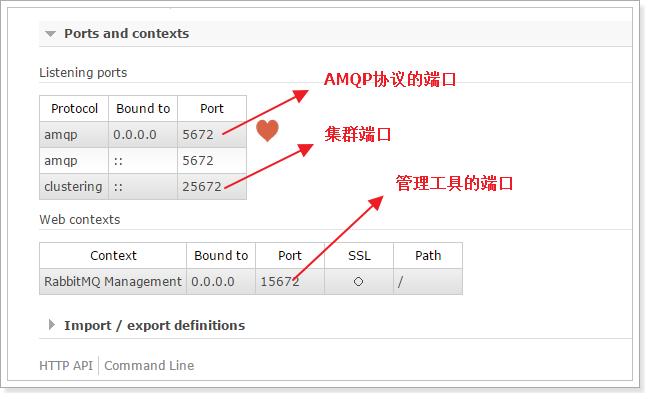 Ports and contexts
Listening ports
AMQP协议的端口
Protocol Bound to Port
amqp 0.0.0.0 5672
集群端口
amqp :: 5672
clustering :: 25672
管理工具的端口
Web contexts
Context Bound to Port SSL Path
RabbitMQ Management 0.0.0.0 15672 ○ /
Import / export definitions
HTTP API Command Line